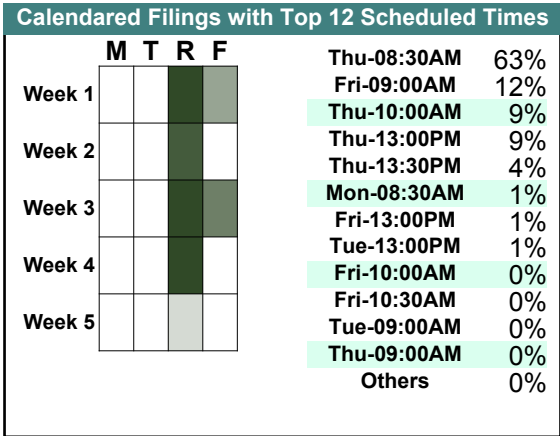 Calendared Filings with Top 12 Scheduled Times
M T R F
Week 1
Week 2
Week 3
Week 4
Week 5
Thu-08:30AM 63%
Fri-09:00AM 12%
Thu-10:00AM 9%
Thu-13:00PM 9%
Thu-13:30PM 4%
Mon-08:30AM 1%
Fri-13:00PM 1%
Tue-13:00PM 1%
Fri-10:00AM 0%
Fri-10:30AM 0%
Tue-09:00AM 0%
Thu-09:00AM 0%
Others 0%